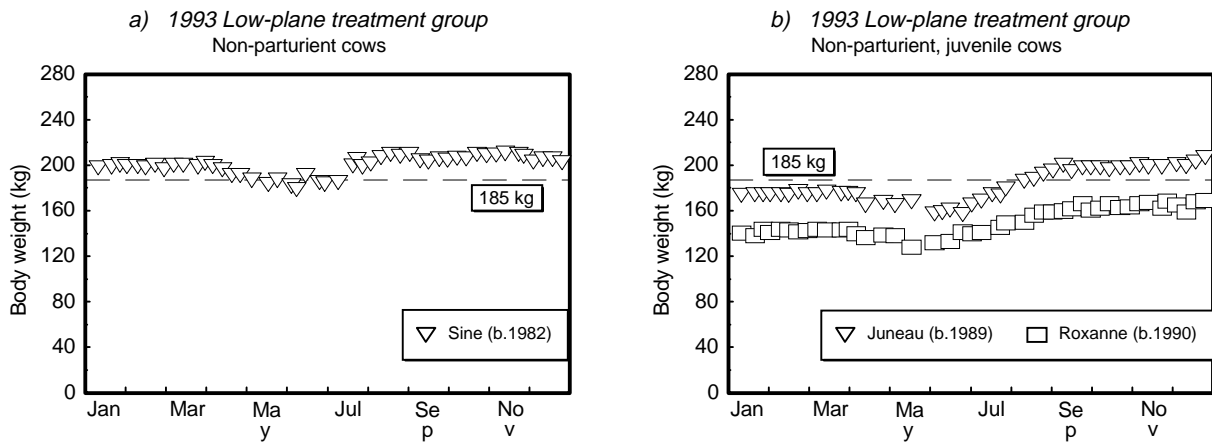 a) 1993 Low-plane treatment group
Non-parturient cows
280
240
200
160
120
80
40
0
Body weight (kg)
185 kg
Sine (b.1982)
Jan Mar Ma Jul Se No
y p v
b) 1993 Low-plane treatment group
Non-parturient, juvenile cows
280
240
200
160
120
80
40
0
Body weight (kg)
185 kg
Juneau (b.1989) Roxanne (b.1990)
Jan Mar Ma Jul Se No
y p v